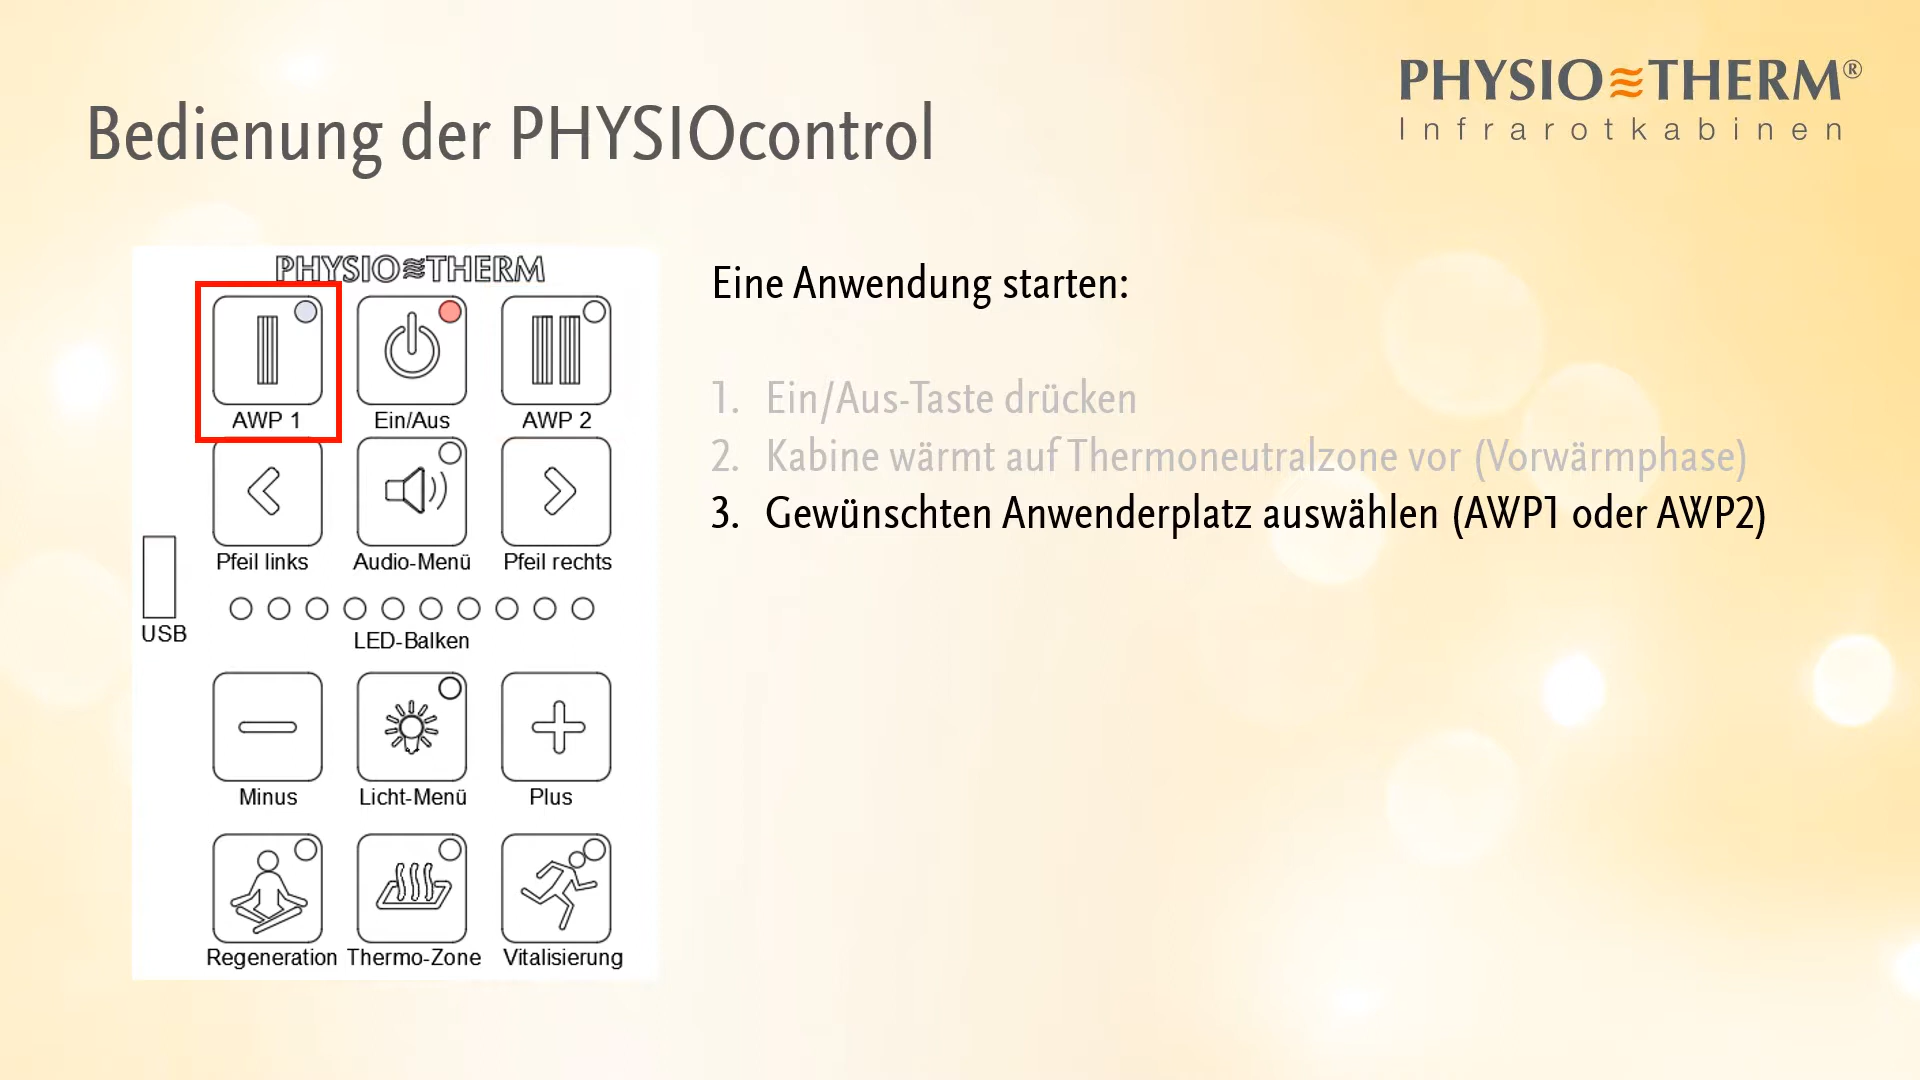 PHYSIO THERM®
Infrarotkabinen
Bedienung der PHYSIOcontrol
PHYSIO THERM
AWP 1 Ein/Aus AWP 2
Pfeil links Audio-Menü Pfeil rechts
USB
LED-Balken
Minus Licht-Menü Plus
Regeneration Thermo-Zone Vitalisierung
Eine Anwendung starten:
1. Ein/Aus-Taste drücken
2. Kabine wärmt auf Thermoneutralzone vor (Vorwärmphase)
3. Gewünschten Anwenderplatz auswählen (AWP1 oder AWP2)